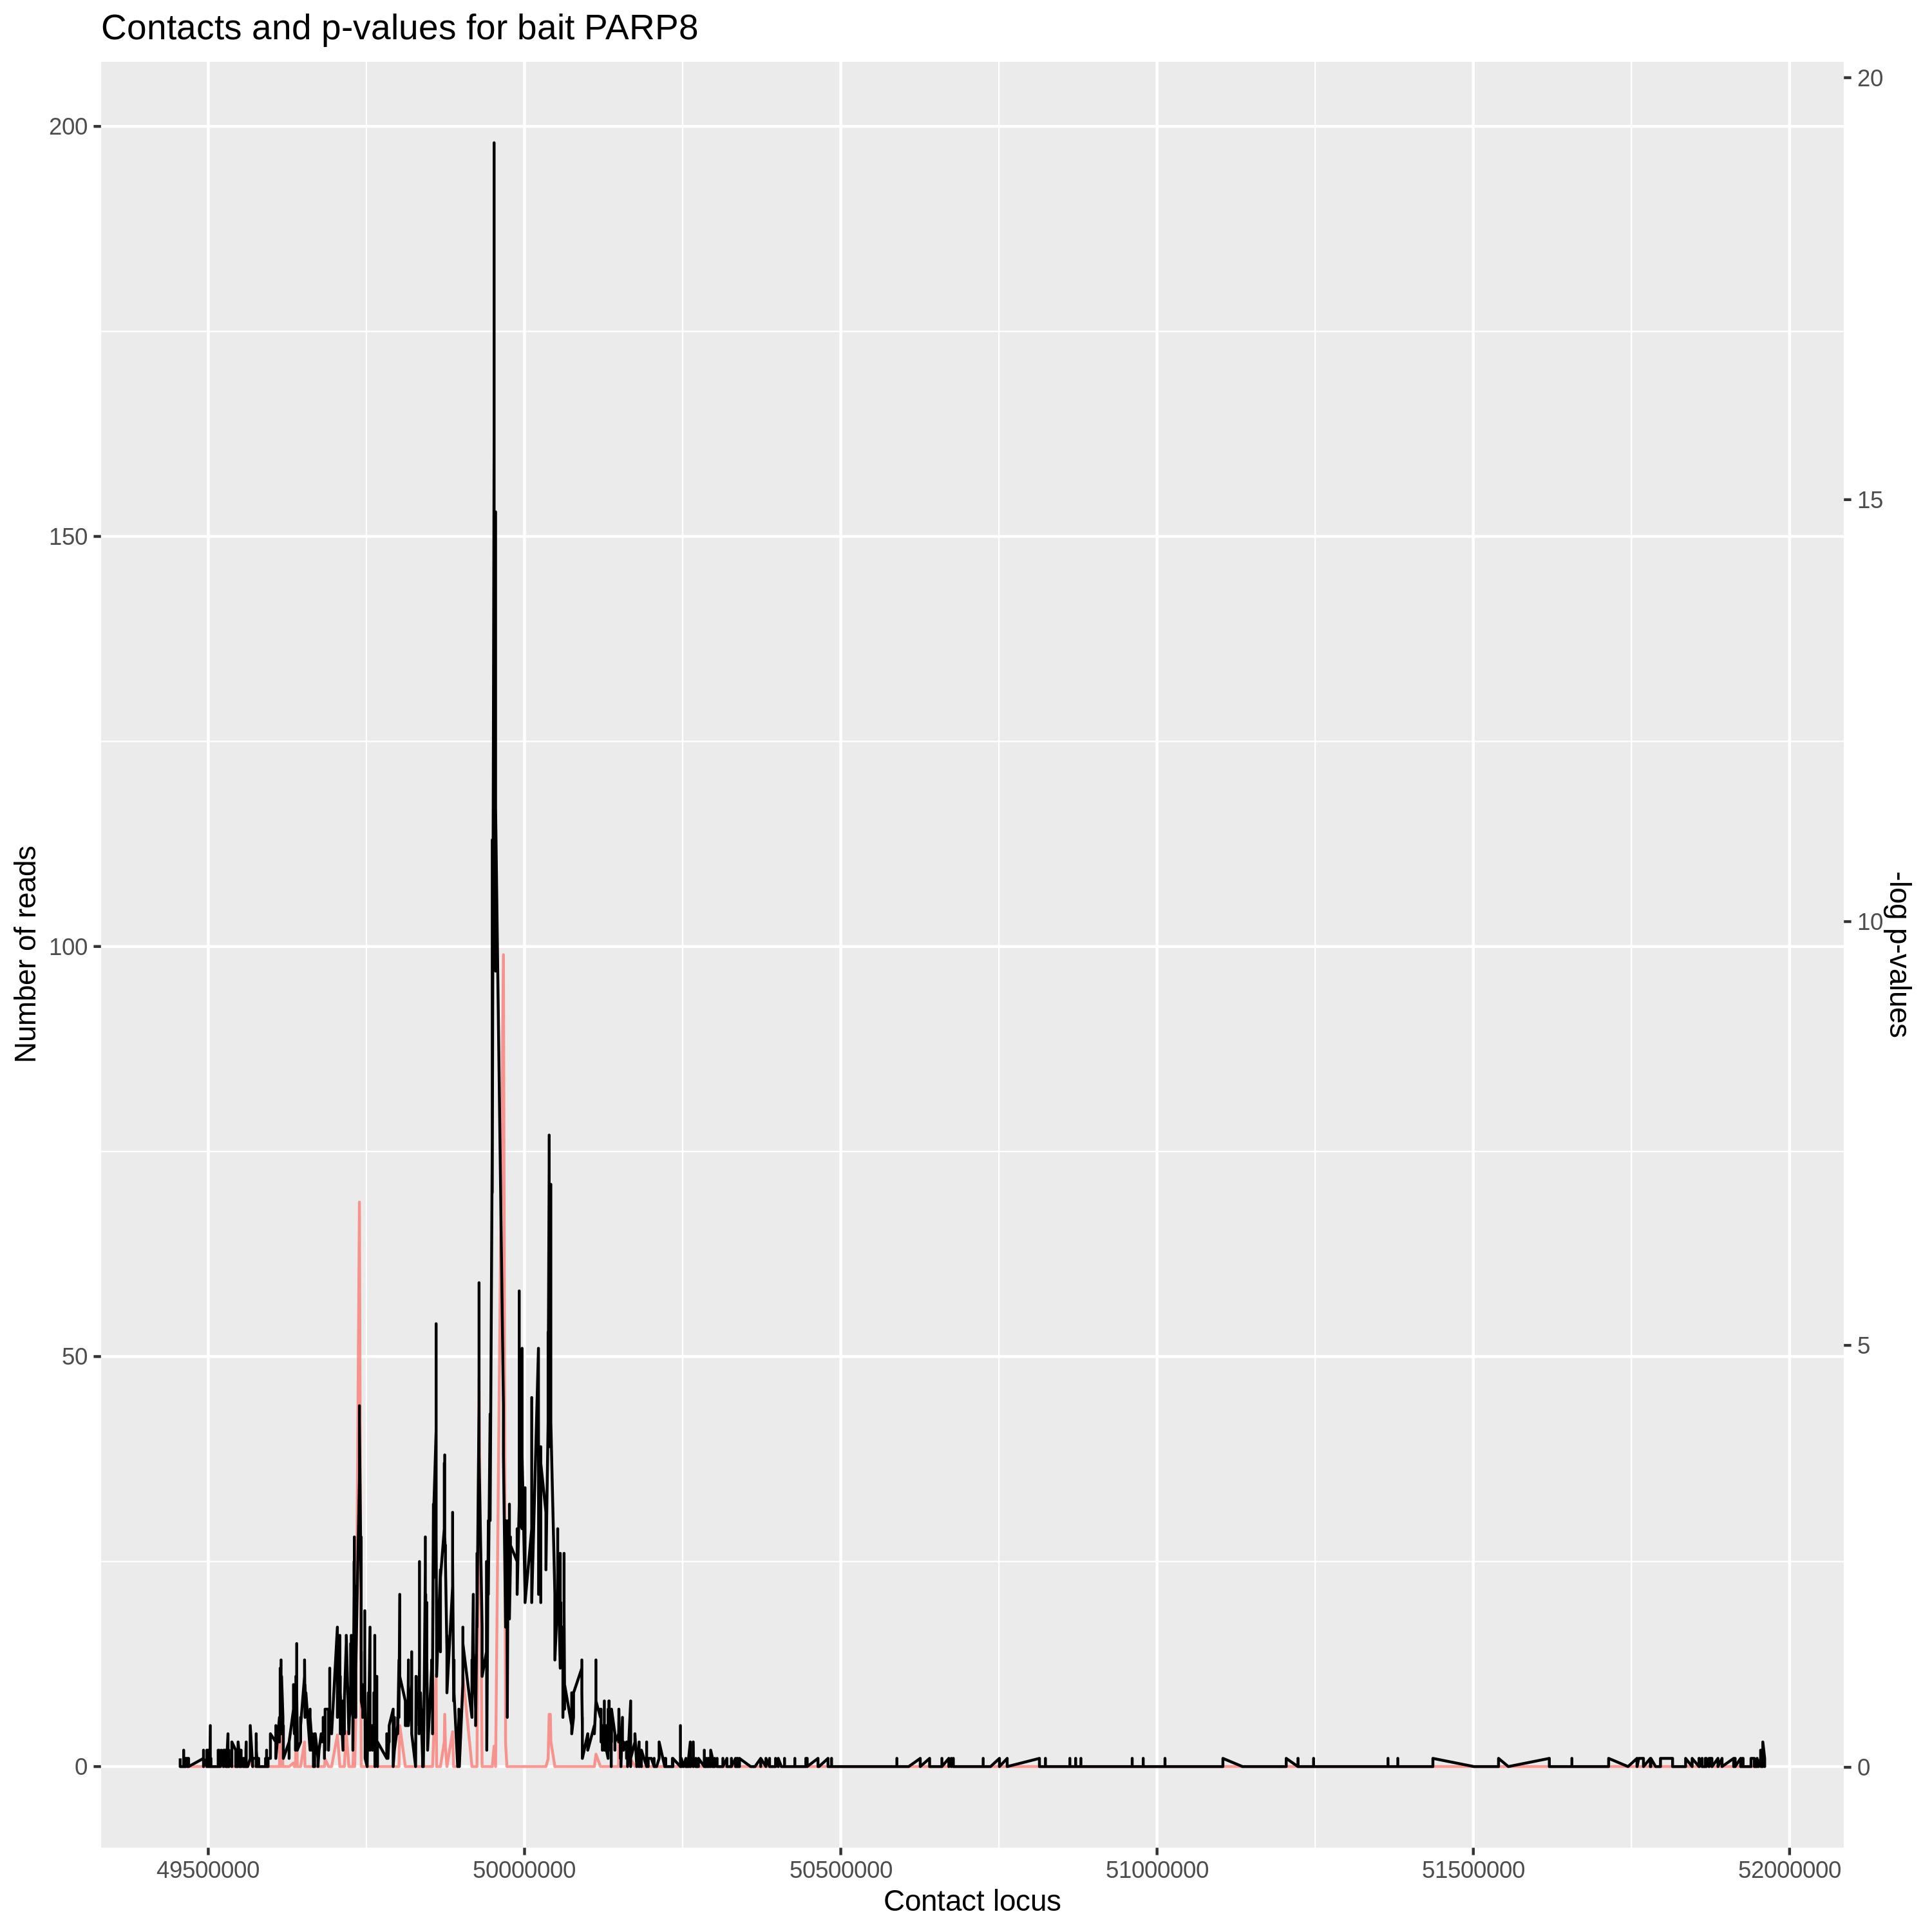 Contacts and p-values for bait PARP8
200
150
100
50
0
Number of reads
20
15
10
5
0
-log p-values
49500000 50000000 50500000 51000000 51500000 52000000
Contact locus